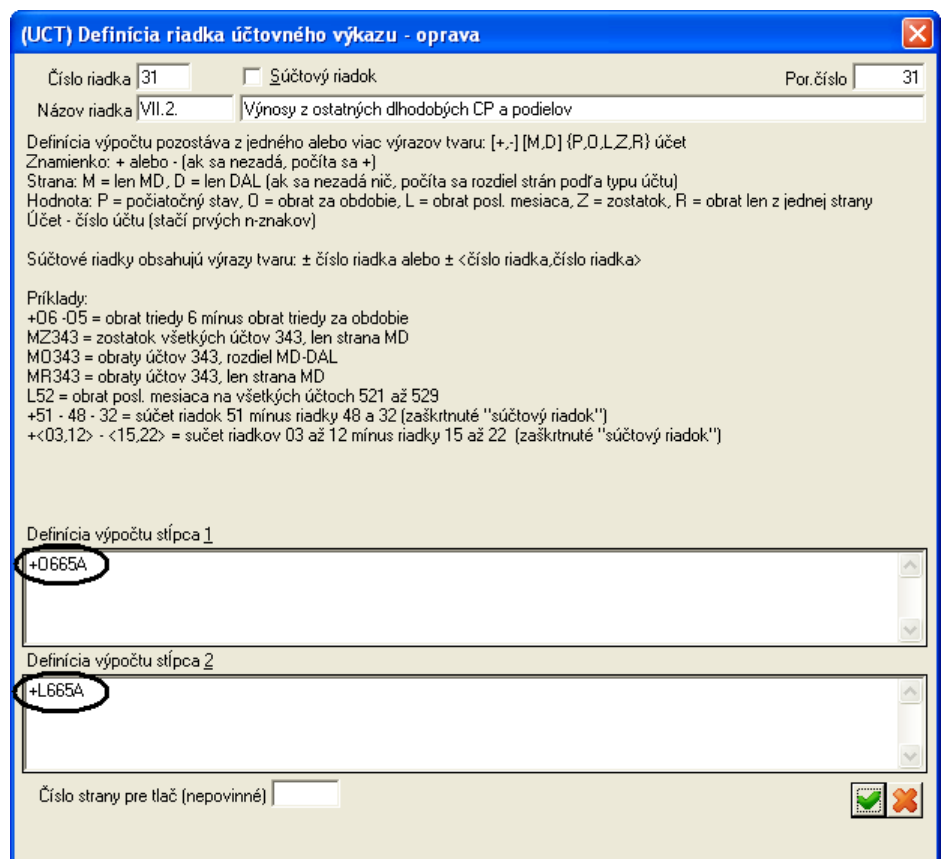 (UCT) Definícia riadka účtovného výkazu - oprava
Číslo riadka 31 Súčtový riadok Por.číslo 31
Názov riadka VII.2. Výnosy z ostatných dlhodobých CP a podielov
Definícia výpočtu pozostáva z jedného alebo viac výrazov tvaru: [+,-] [M,D] {P,O,L,Z,R} účet
Znamienko: + alebo - (ak sa nezadá, počíta sa +)
Strana: M = len MD, D = len DAL (ak sa nezadá nič, počíta sa rozdiel strán podľa typu účtu)
Hodnota: P = počiatočný stav, O = obrat za obdobie, L = obrat posl. mesiaca, Z = zostatok, R = obrat len z jednej strany
Účet - číslo účtu (stačí prvých n-znakov)
Súčtové riadky obsahujú výrazy tvaru: ± číslo riadka alebo ± <číslo riadka,číslo riadka>
Príklady:
+O6 -O5 = obrat triedy 6 mínus obrat triedy za obdobie
MZ343 = zostatok všetkých účtov 343, len strana MD
MO343 = obraty účtov 343, rozdiel MD-DAL
MR343 = obraty účtov 343, len strana MD
L52 = obrat posl. mesiaca na všetkých účtoch 521 až 529
+51 - 48 - 32 = súčet riadok 51 mínus riadky 48 a 32 (zaškrtnuté "súčtový riadok")
+<03,12> - <15,22> = sučet riadkov 03 až 12 mínus riadky 15 až 22 (zaškrtnuté "súčtový riadok")
Definícia výpočtu stĺpca 1
+O665A
Definícia výpočtu stĺpca 2
+L665A
Číslo strany pre tlač (nepovinné)